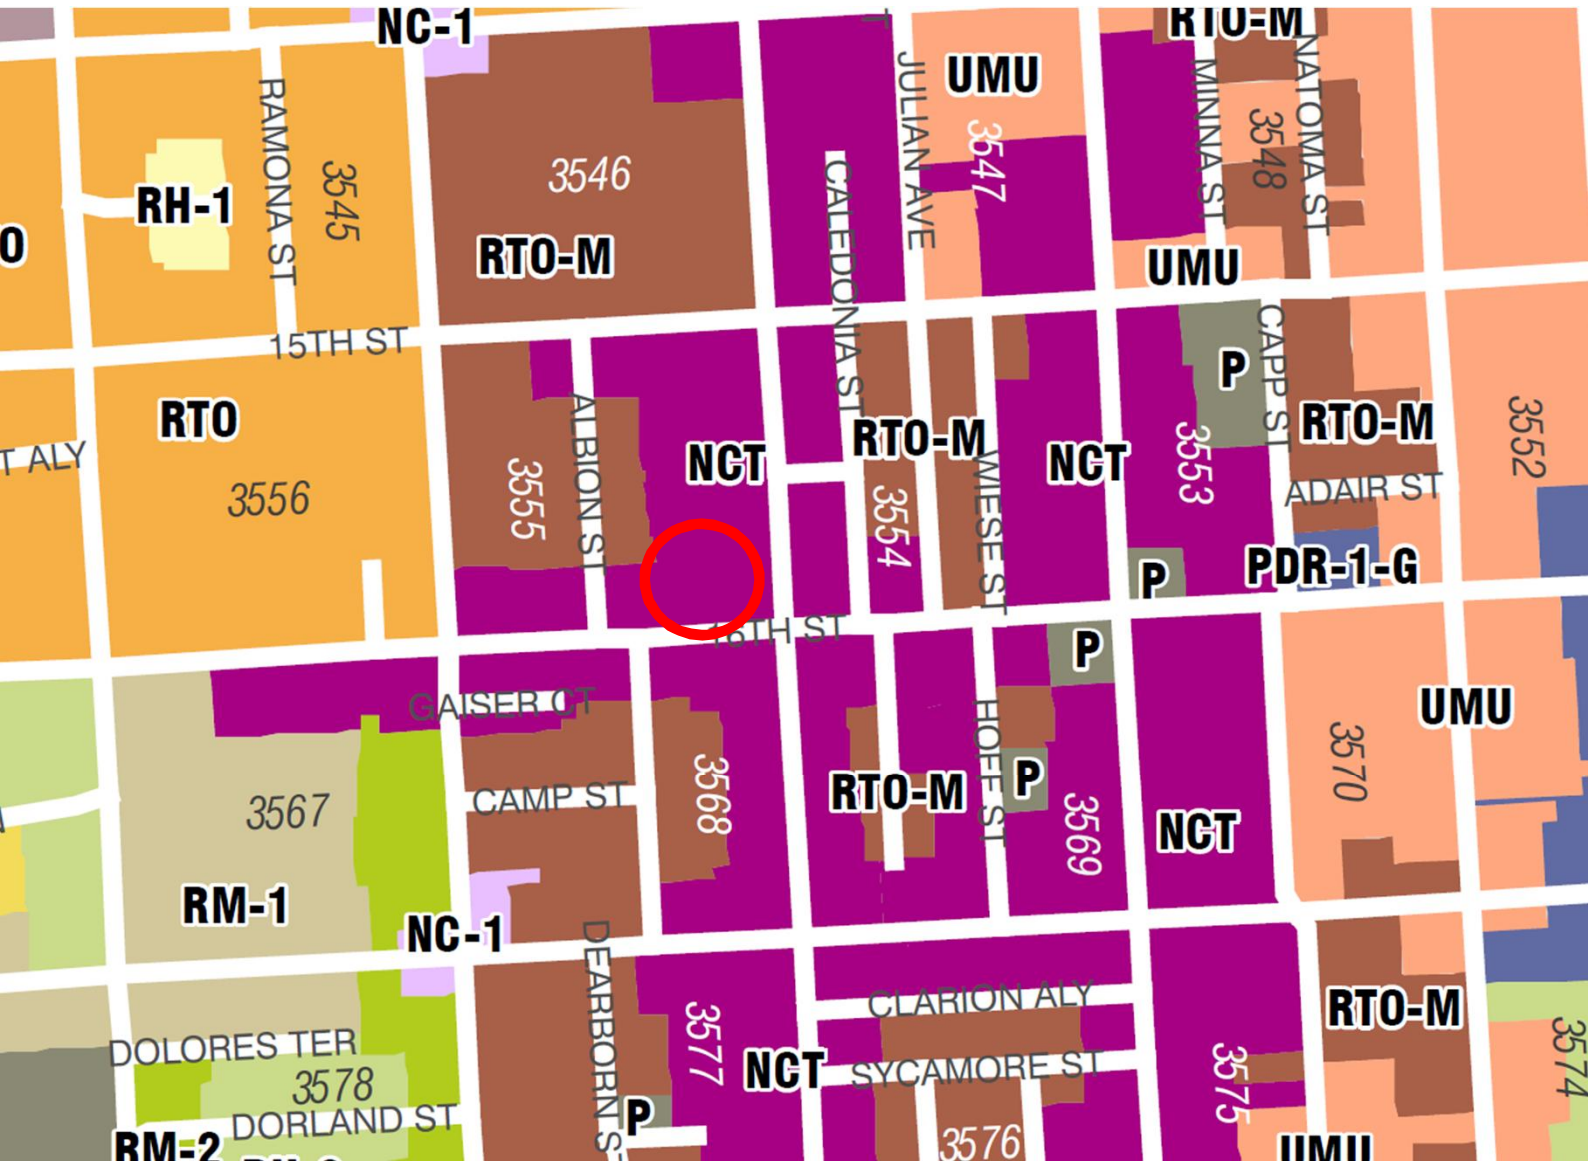 NC-1
RTO-M
UMU
JULIAN AVE
MINNA ST
NATOMA ST
RAMONA ST
3545
3546
3547
3548
RH-1
O
RTO-M
CALEDONIA ST
UMU
15TH ST
CAPP ST
P
RTO
ALBION ST
NCT
RTO-M
WIESE ST
NCT
3553
RTO-M
3552
T ALY
3556
3555
3554
ADAIR ST
P
PDR-1-G
16TH ST
P
GAISER CT
HOFF ST
UMU
3570
3567
CAMP ST
3568
RTO-M
P
3569
NCT
RM-1
NC-1
DEARBORN ST
CLARION ALY
RTO-M
DOLORES TER
3577
NCT
SYCAMORE ST
3575
3574
3578
DORLAND ST
P
RM-2
3576
UMU